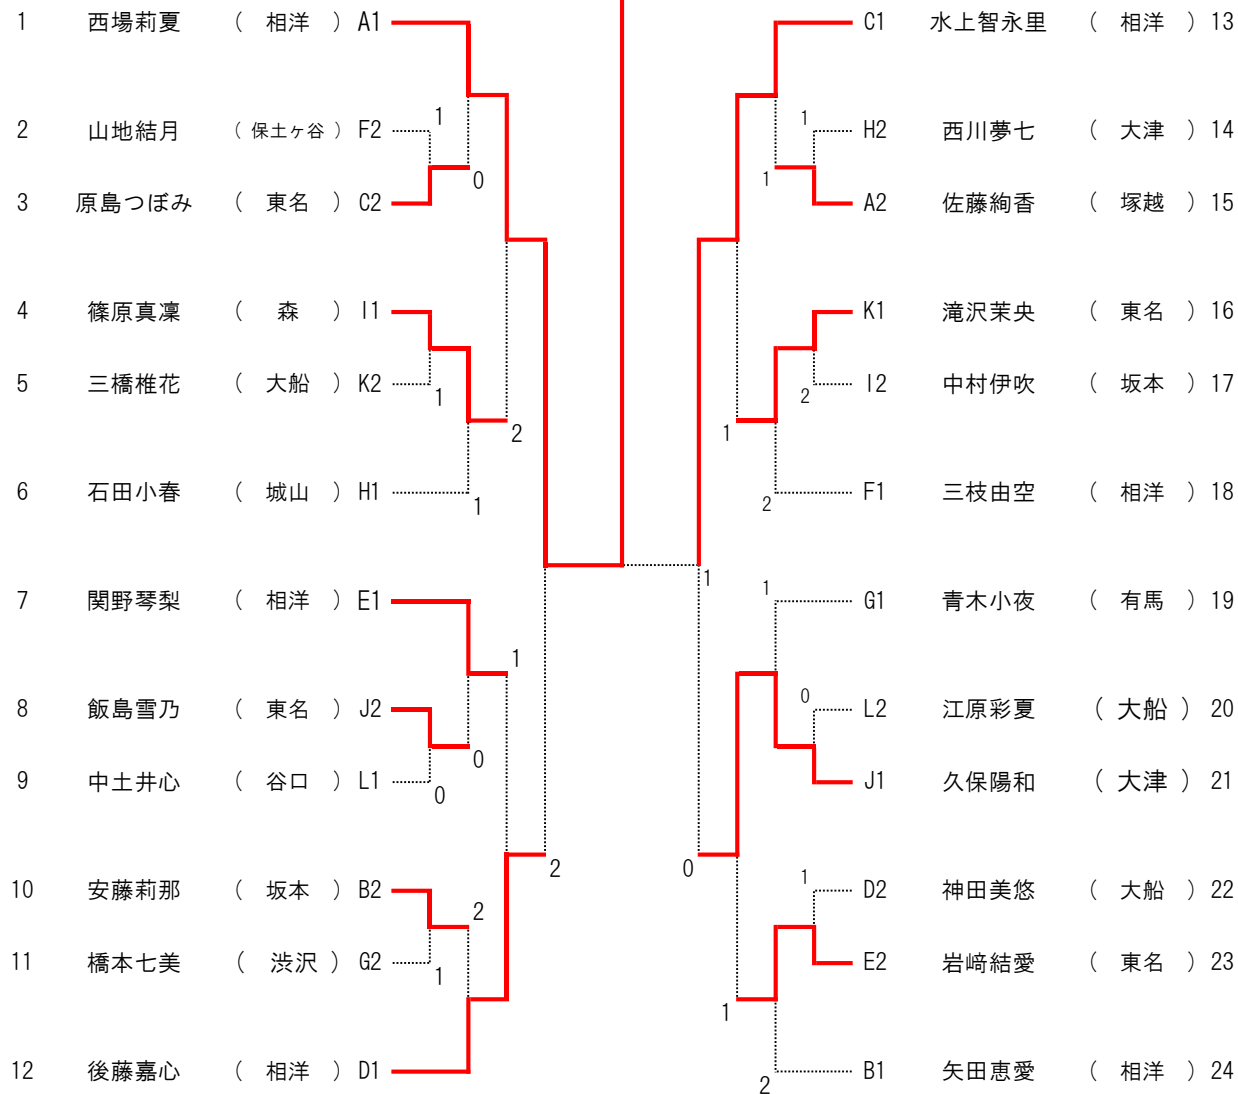 1 西場莉夏 ( 相洋 ) A1
2 山地結月 ( 保土ヶ谷 ) F2
3 原島つぼみ ( 東名 ) C2
1
0
4 篠原真凜 ( 森 ) I1
5 三橋椎花 ( 大船 ) K2
1
2
6 石田小春 ( 城山 ) H1
1
7 関野琴梨 ( 相洋 ) E1
1
8 飯島雪乃 ( 東名 ) J2
0
9 中土井心 ( 谷口 ) L1
0
2
10 安藤莉那 ( 坂本 ) B2
2
11 橋本七美 ( 渋沢 ) G2
1
12 後藤嘉心 ( 相洋 ) D1
C1 水上智永里 ( 相洋 ) 13
1
H2 西川夢七 ( 大津 ) 14
1
A2 佐藤絢香 ( 塚越 ) 15
K1 滝沢茉央 ( 東名 ) 16
I2 中村伊吹 ( 坂本 ) 17
2
1
F1 三枝由空 ( 相洋 ) 18
2
1
1
G1 青木小夜 ( 有馬 ) 19
0
L2 江原彩夏 ( 大船 ) 20
J1 久保陽和 ( 大津 ) 21
0
1
D2 神田美悠 ( 大船 ) 22
E2 岩﨑結愛 ( 東名 ) 23
1
B1 矢田恵愛 ( 相洋 ) 24
2